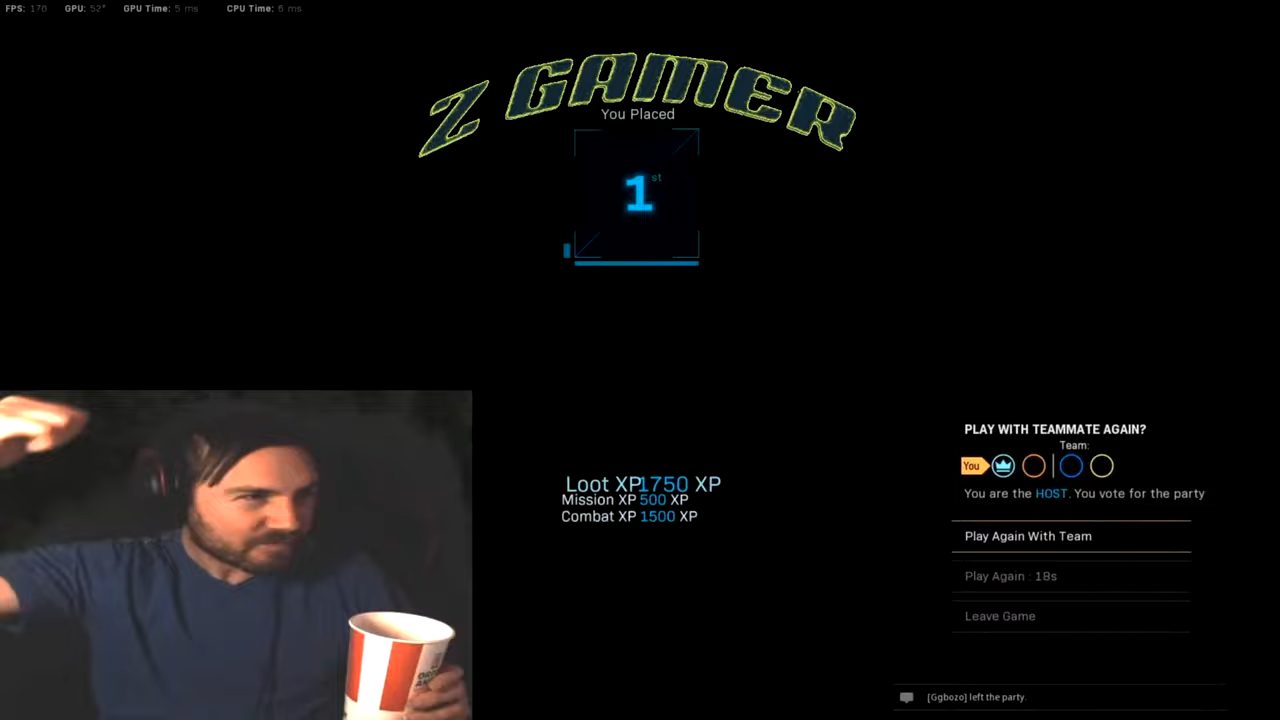 FPS: 170 GPU: 52° GPU Time: 5 ms CPU Time: 6 ms
Z GAMER
You Placed
1st
Loot XP 1750 XP
Mission XP 500 XP
Combat XP 1500 XP
PLAY WITH TEAMMATE AGAIN?
Team:
You
You are the HOST. You vote for the party
Play Again With Team
Play Again : 18s
Leave Game
[Ggbozo] left the party.